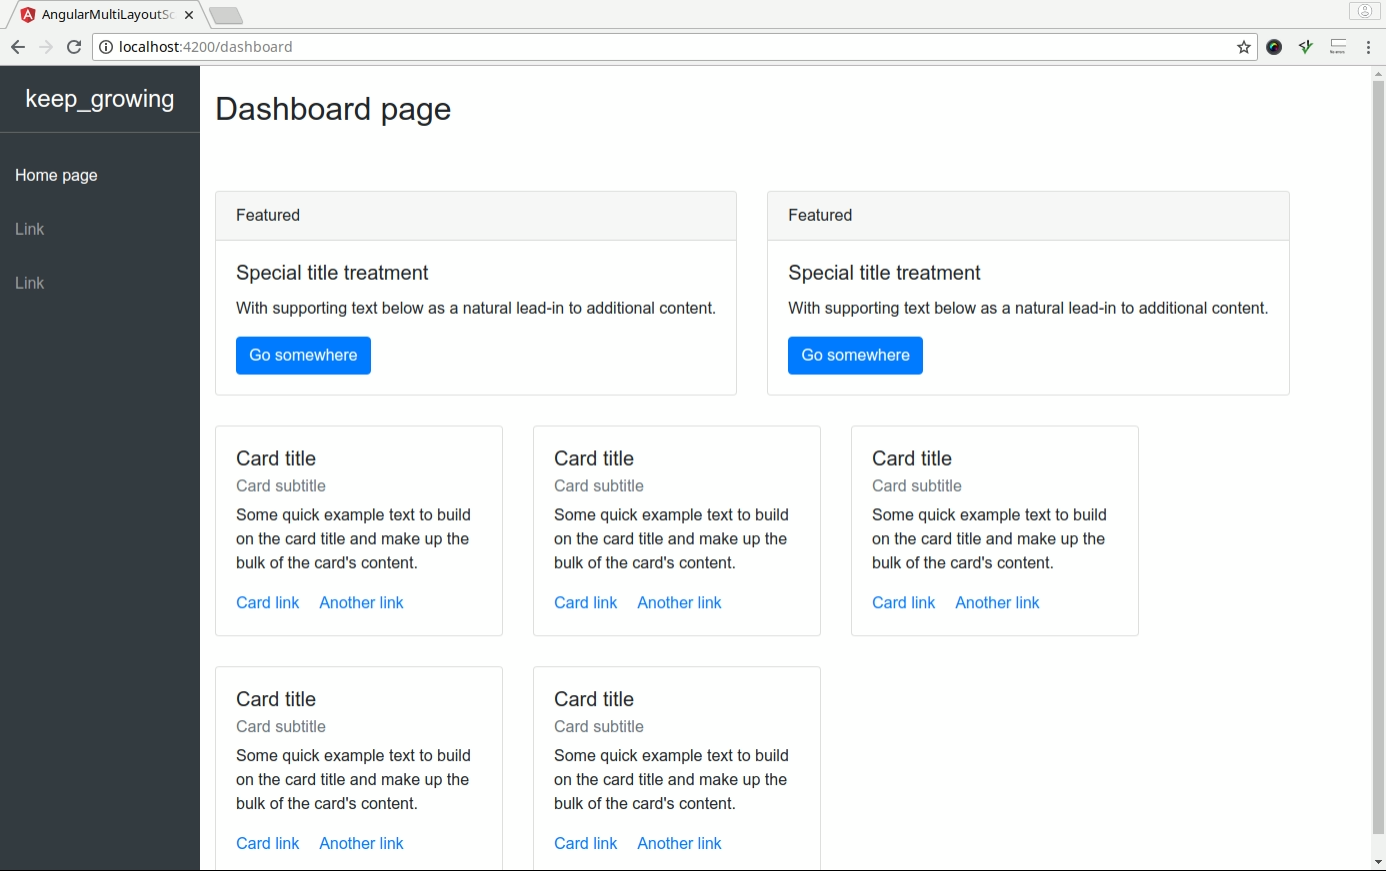 AngularMultiLayoutSc
localhost:4200/dashboard
keep_growing
Home page
Link
Link
Dashboard page
Featured
Special title treatment
With supporting text below as a natural lead-in to additional content.
Go somewhere
Featured
Special title treatment
With supporting text below as a natural lead-in to additional content.
Go somewhere
Card title
Card subtitle
Some quick example text to build
on the card title and make up the
bulk of the card's content.
Card link Another link
Card title
Card subtitle
Some quick example text to build
on the card title and make up the
bulk of the card's content.
Card link Another link
Card title
Card subtitle
Some quick example text to build
on the card title and make up the
bulk of the card's content.
Card link Another link
Card title
Card subtitle
Some quick example text to build
on the card title and make up the
bulk of the card's content.
Card link Another link
Card title
Card subtitle
Some quick example text to build
on the card title and make up the
bulk of the card's content.
Card link Another link